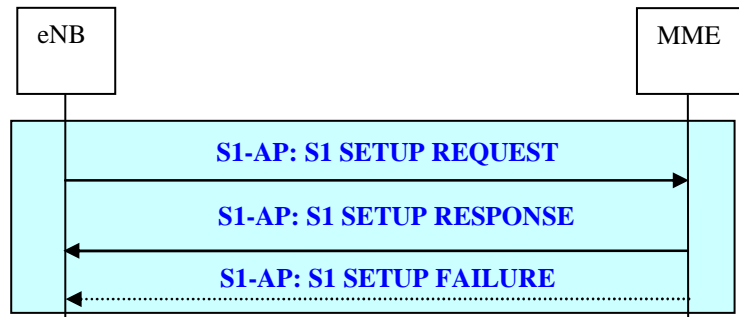 eNB
MME
S1-AP: S1 SETUP REQUEST
S1-AP: S1 SETUP RESPONSE
S1-AP: S1 SETUP FAILURE